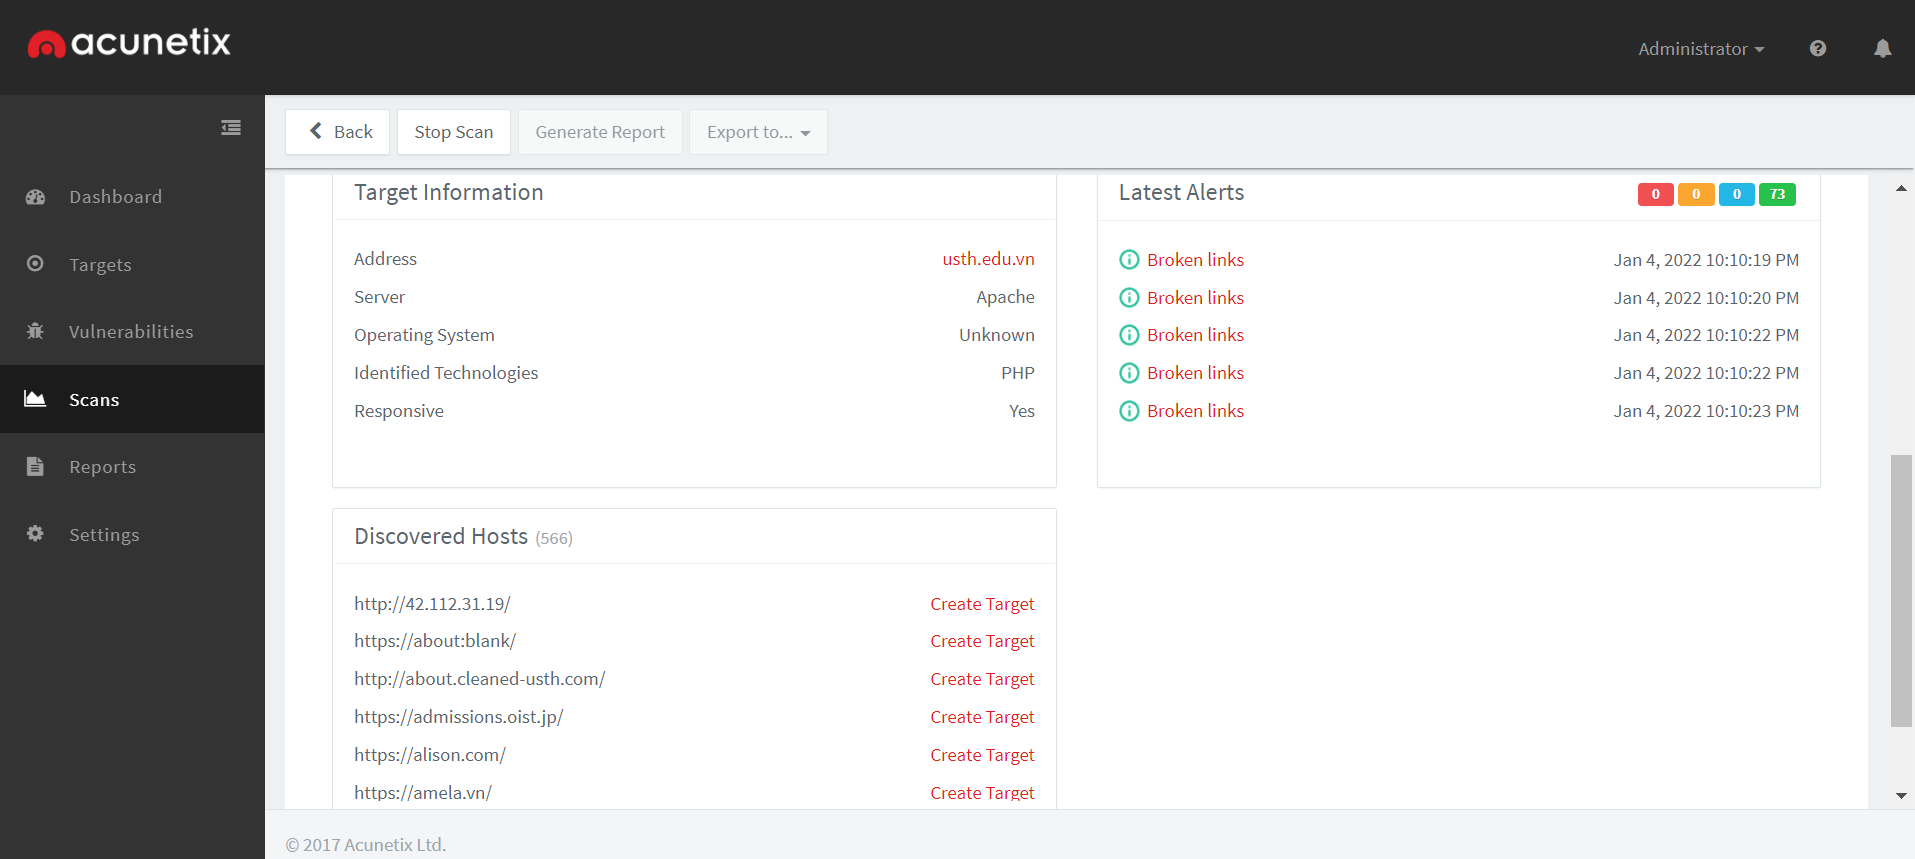 acunetix
Administrator
Back
Stop Scan
Generate Report
Export to...
Dashboard
Targets
Vulnerabilities
Scans
Reports
Settings
Target Information
Address usth.edu.vn
Server Apache
Operating System Unknown
Identified Technologies PHP
Responsive Yes
Latest Alerts 0 0 0 73
Broken links Jan 4, 2022 10:10:19 PM
Broken links Jan 4, 2022 10:10:20 PM
Broken links Jan 4, 2022 10:10:22 PM
Broken links Jan 4, 2022 10:10:22 PM
Broken links Jan 4, 2022 10:10:23 PM
Discovered Hosts (566)
http://42.112.31.19/ Create Target
https://about:blank/ Create Target
http://about.cleaned-usth.com/ Create Target
https://admissions.oist.jp/ Create Target
https://alison.com/ Create Target
https://amela.vn/ Create Target
© 2017 Acunetix Ltd.